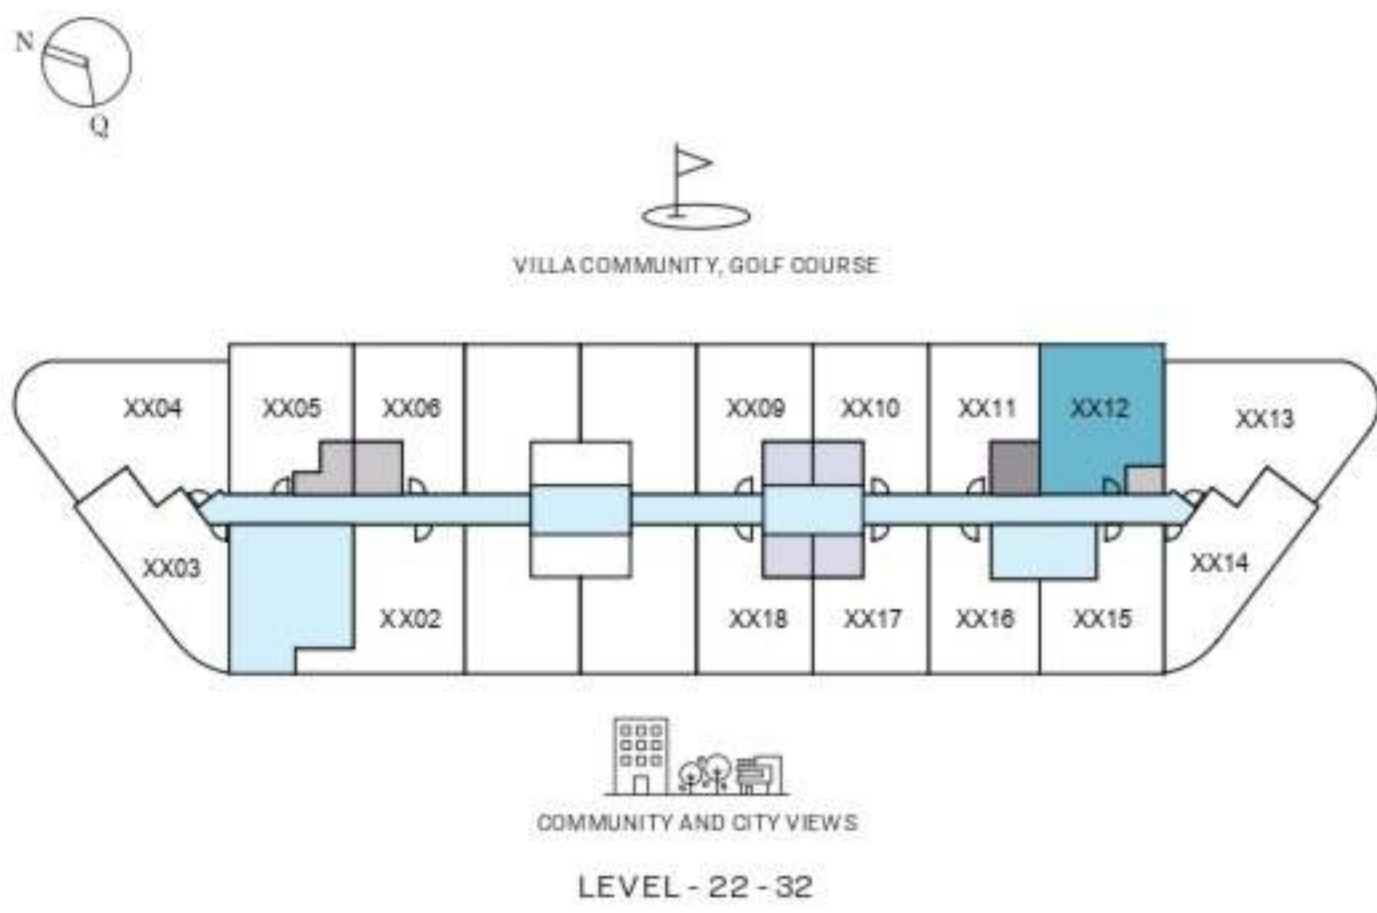 N
Q
VILLA COMMUNITY, GOLF COURSE
XX04
XX05
XX06
XX09
XX10
XX11
XX12
XX13
XX03
XX02
XX18
XX17
XX16
XX15
XX14
COMMUNITY AND CITY VIEWS
LEVEL - 22 - 32